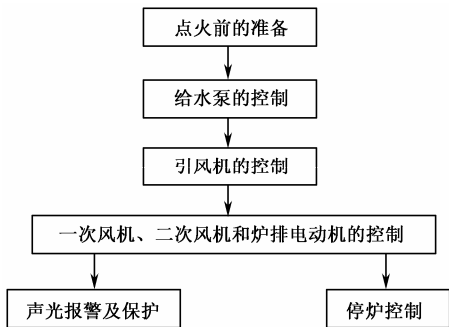 点火前的准备
给水泵的控制
引风机的控制
一次风机、二次风机和炉排电动机的控制
声光报警及保护
停炉控制